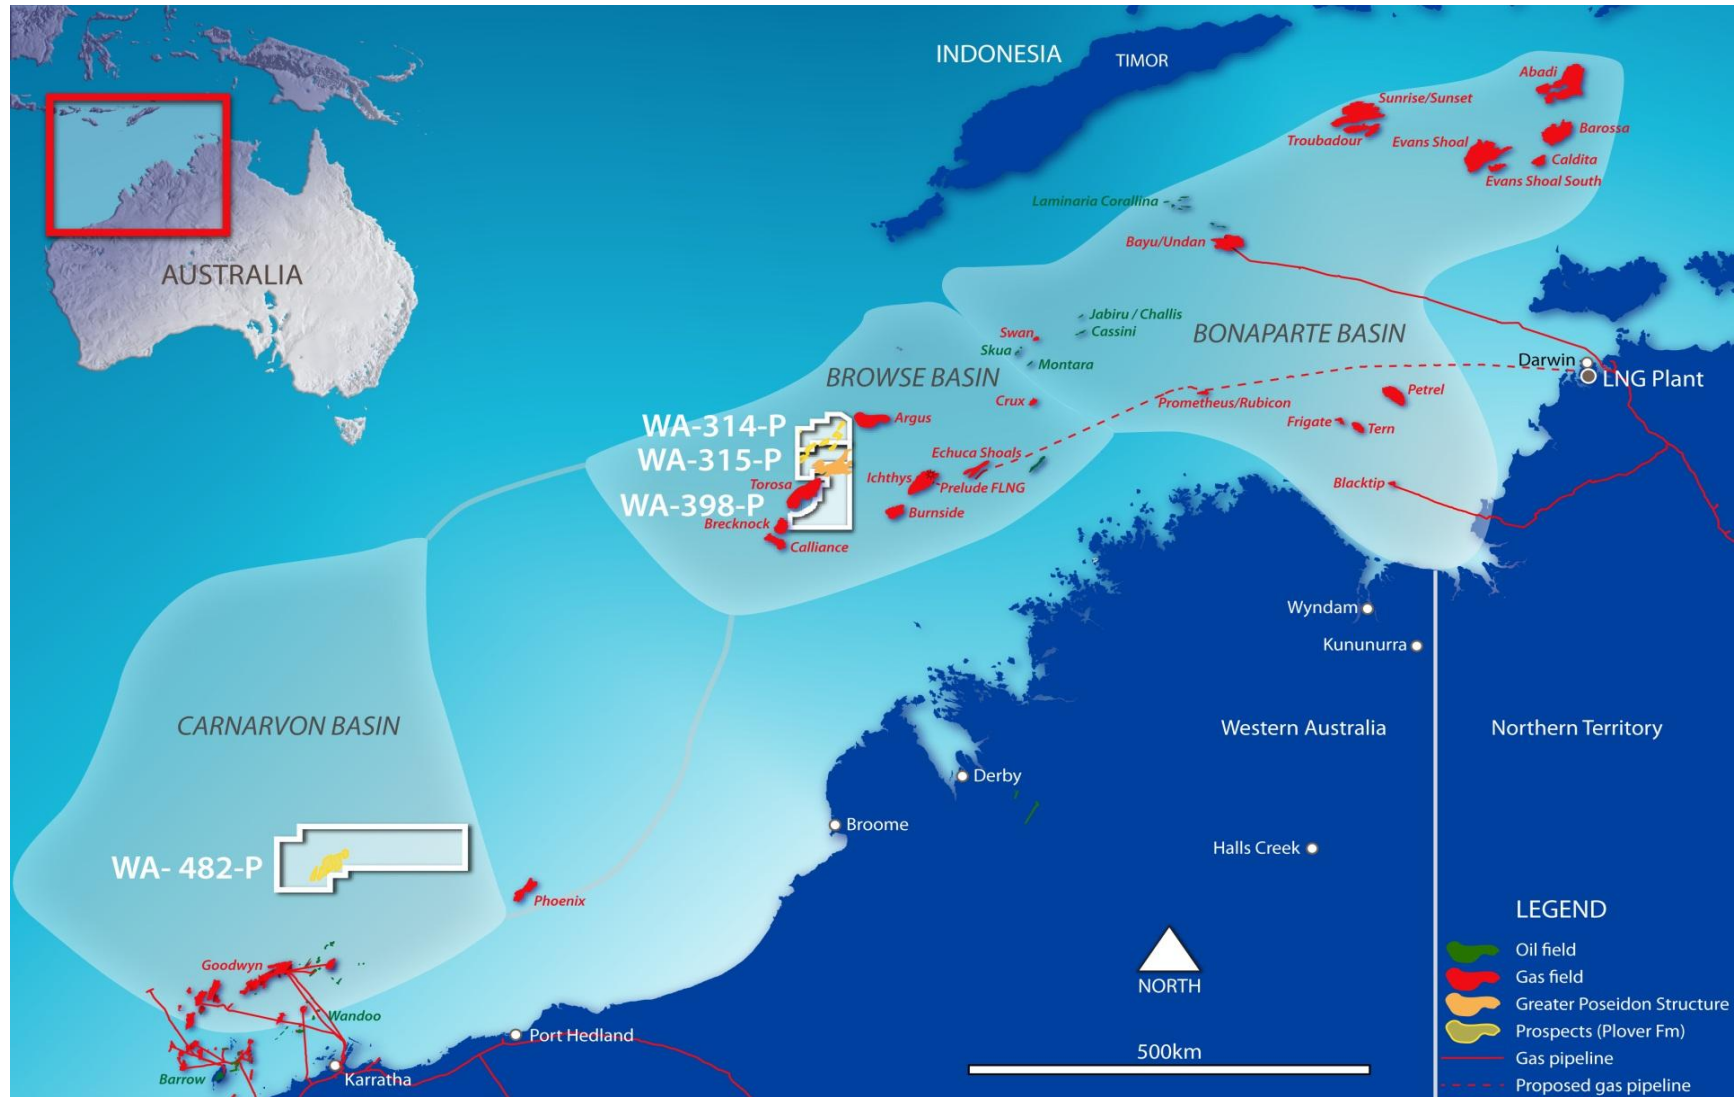 INDONESIA
TIMOR
Abadi
Sunrise/Sunset
Troubadour
Evans Shoal
Barossa
Caldita
Evans Shoal South
Laminaria Corallina
Bayu/Undan
AUSTRALIA
Jabiru / Challis
Swan
Cassini
Skua
Montara
BONAPARTE BASIN
BROWSE BASIN
Darwin
LNG Plant
Crux
Prometheus/Rubicon
Petrel
WA-314-P
Argus
Frigate
Tern
WA-315-P
Echuca Shoals
Ichthys
Prelude FLNG
Torosa
Blacktip
WA-398-P
Burnside
Brecknock
Calliance
Wyndam
Kununurra
CARNARVON BASIN
Western Australia
Northern Territory
Derby
Broome
Halls Creek
WA- 482-P
Phoenix
Goodwyn
Wandoo
Barrow
Karratha
Port Hedland
NORTH
500km
LEGEND
Oil field
Gas field
Greater Poseidon Structure
Prospects (Plover Fm)
Gas pipeline
Proposed gas pipeline